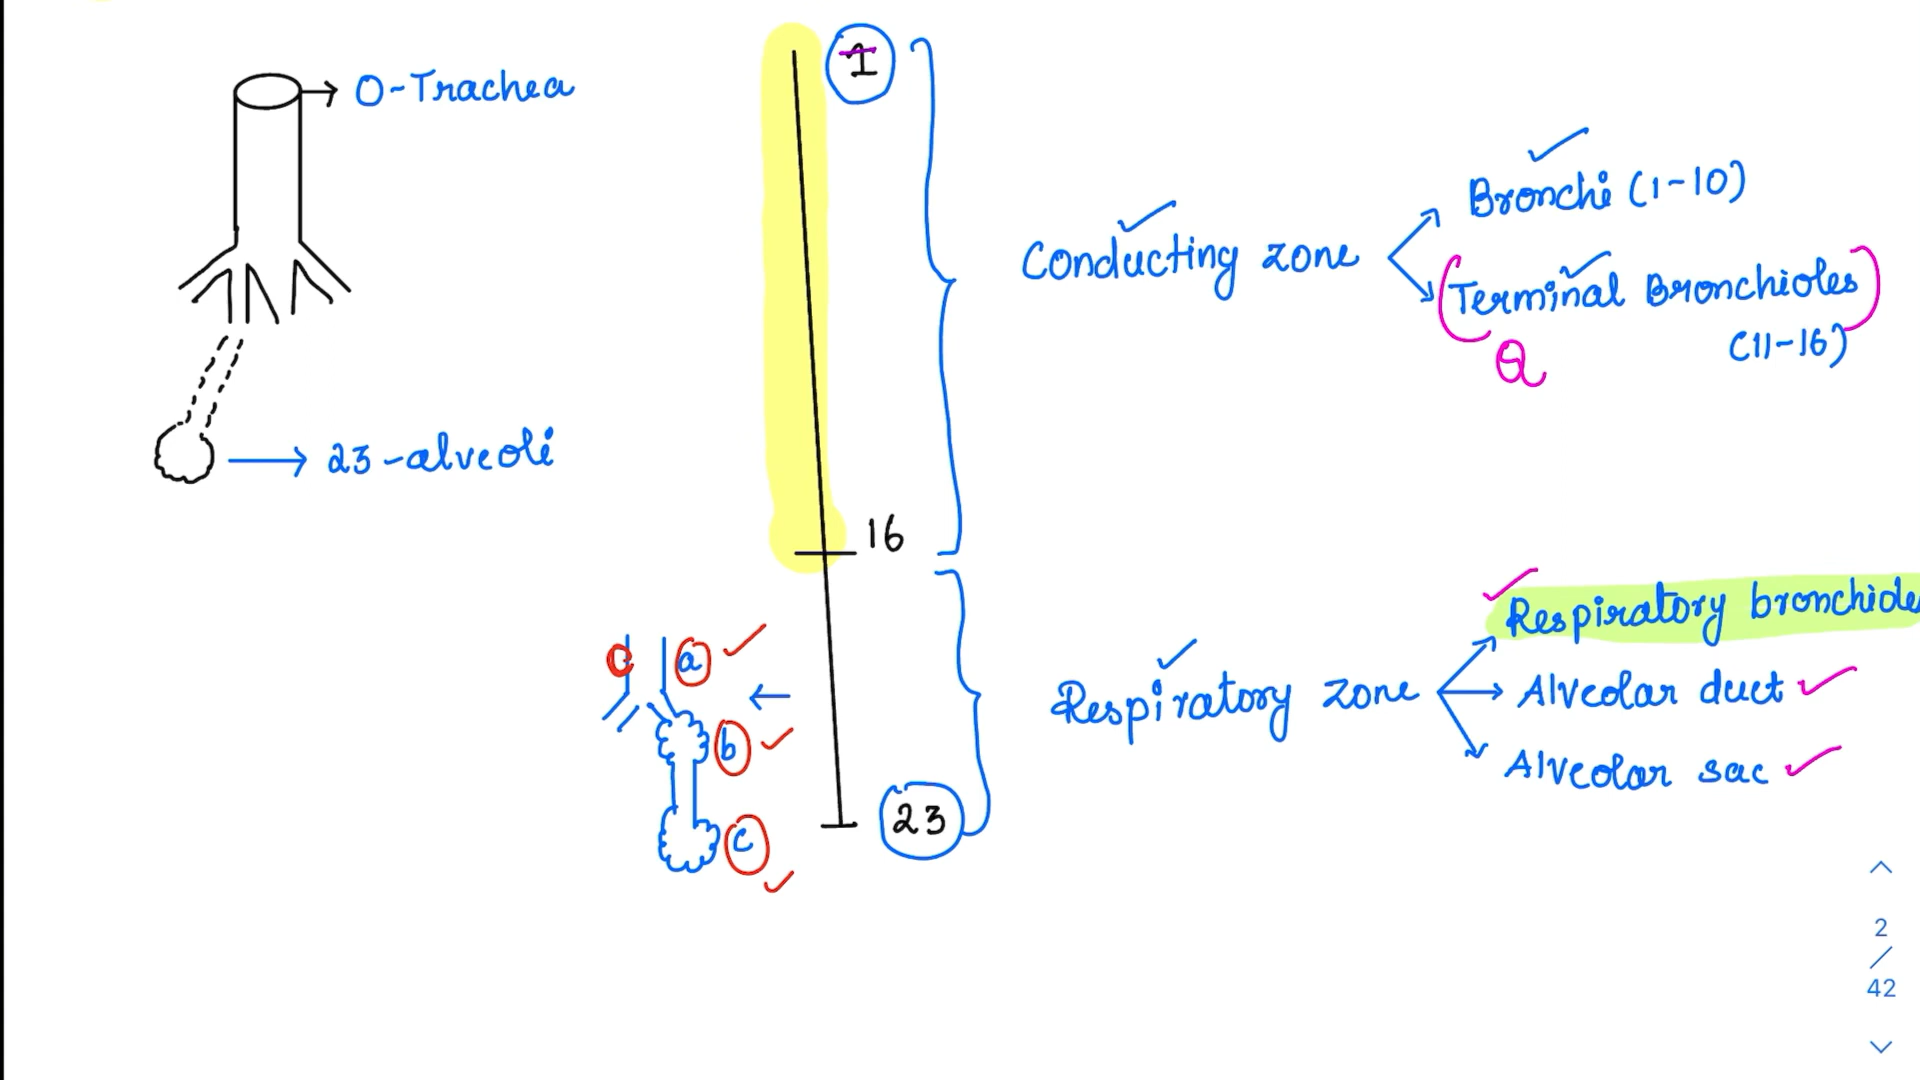 0-Trachea
23-alveoli
1
16
23
a
b
c
Conducting zone
Bronchi (1-10)
(Terminal Bronchioles)
(11-16)
Q
Respiratory zone
Respiratory bronchiole
Alveolar duct
Alveolar sac
2
/
42